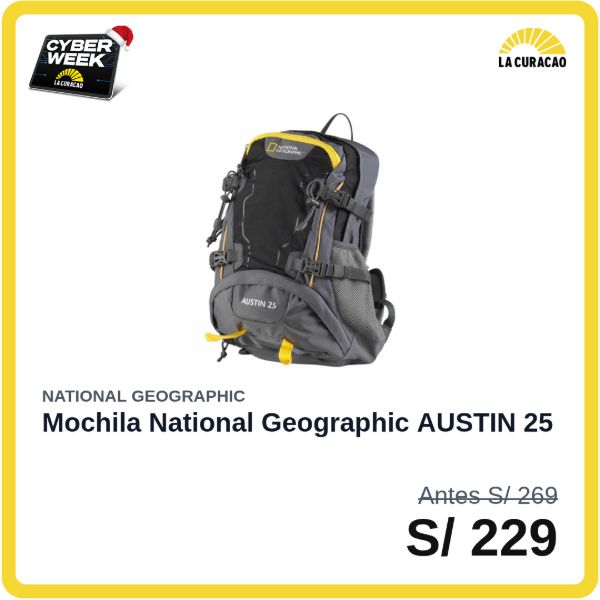 CYBER
WEEK
LA CURACAO
LA CURACAO
NATIONAL
GEOGRAPHIC
AUSTIN 25
NATIONAL GEOGRAPHIC
Mochila National Geographic AUSTIN 25
Antes S/ 269
S/ 229